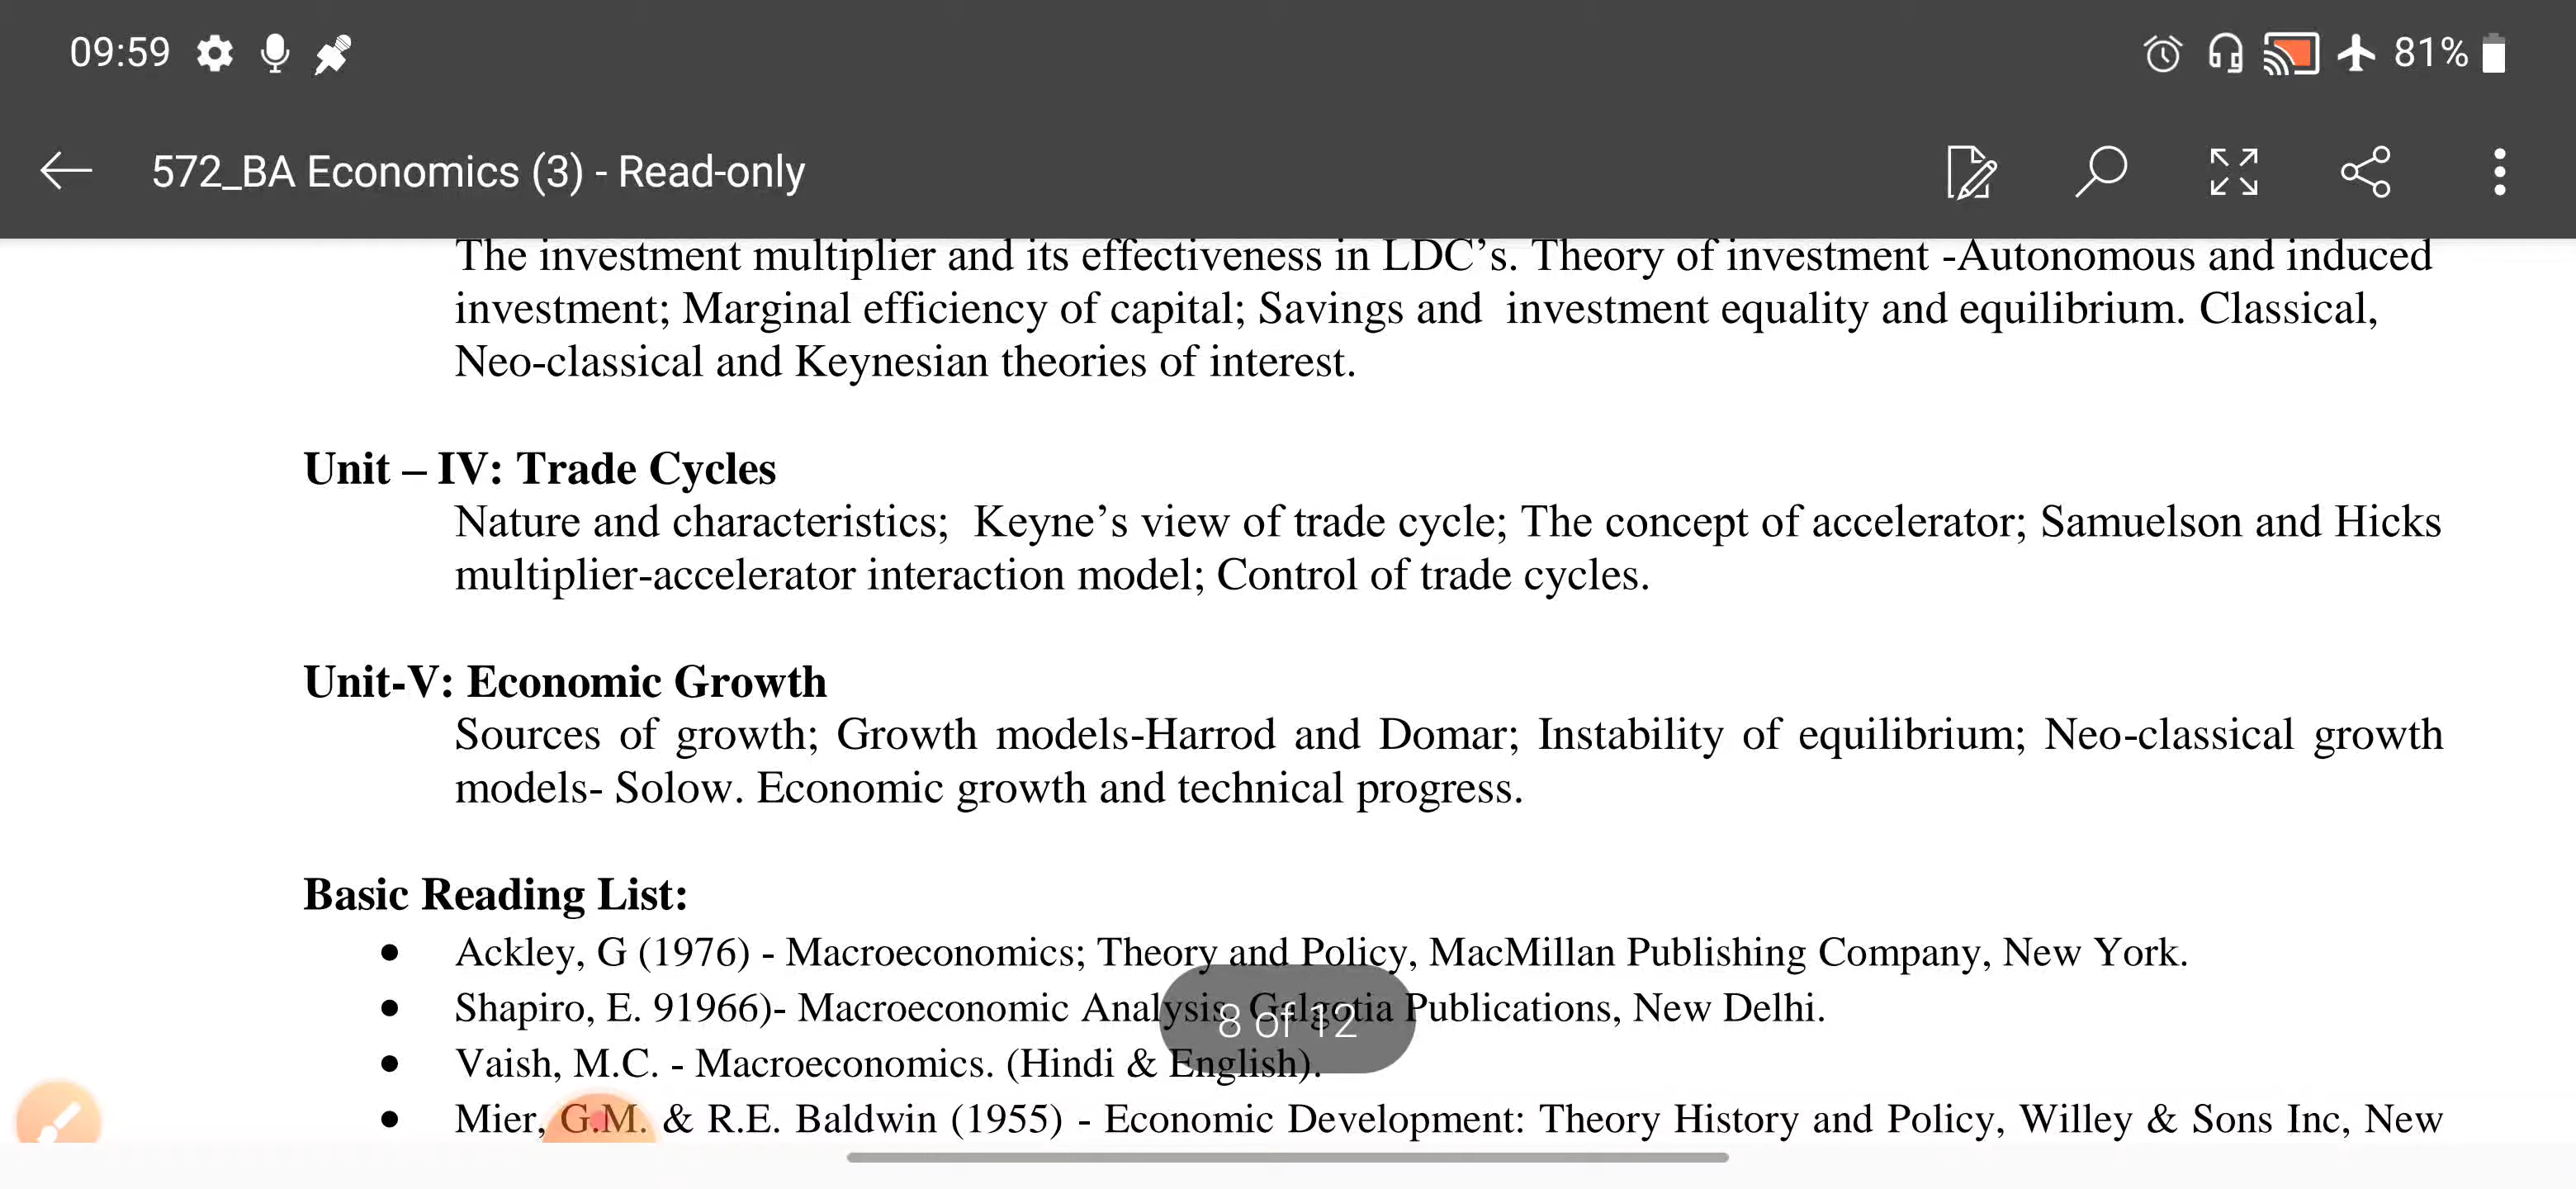 09:59
81%
572_BA Economics (3) - Read-only
The investment multiplier and its effectiveness in LDC’s. Theory of investment -Autonomous and induced
investment; Marginal efficiency of capital; Savings and investment equality and equilibrium. Classical,
Neo-classical and Keynesian theories of interest.
Unit – IV: Trade Cycles
Nature and characteristics; Keyne’s view of trade cycle; The concept of accelerator; Samuelson and Hicks
multiplier-accelerator interaction model; Control of trade cycles.
Unit-V: Economic Growth
Sources of growth; Growth models-Harrod and Domar; Instability of equilibrium; Neo-classical growth
models- Solow. Economic growth and technical progress.
Basic Reading List:
• Ackley, G (1976) - Macroeconomics; Theory and Policy, MacMillan Publishing Company, New York.
• Shapiro, E. 91966)- Macroeconomic Analysis, Galgotia Publications, New Delhi.
8 of 12
• Vaish, M.C. - Macroeconomics. (Hindi & English).
• Mier, G.M. & R.E. Baldwin (1955) - Economic Development: Theory History and Policy, Willey & Sons Inc, New